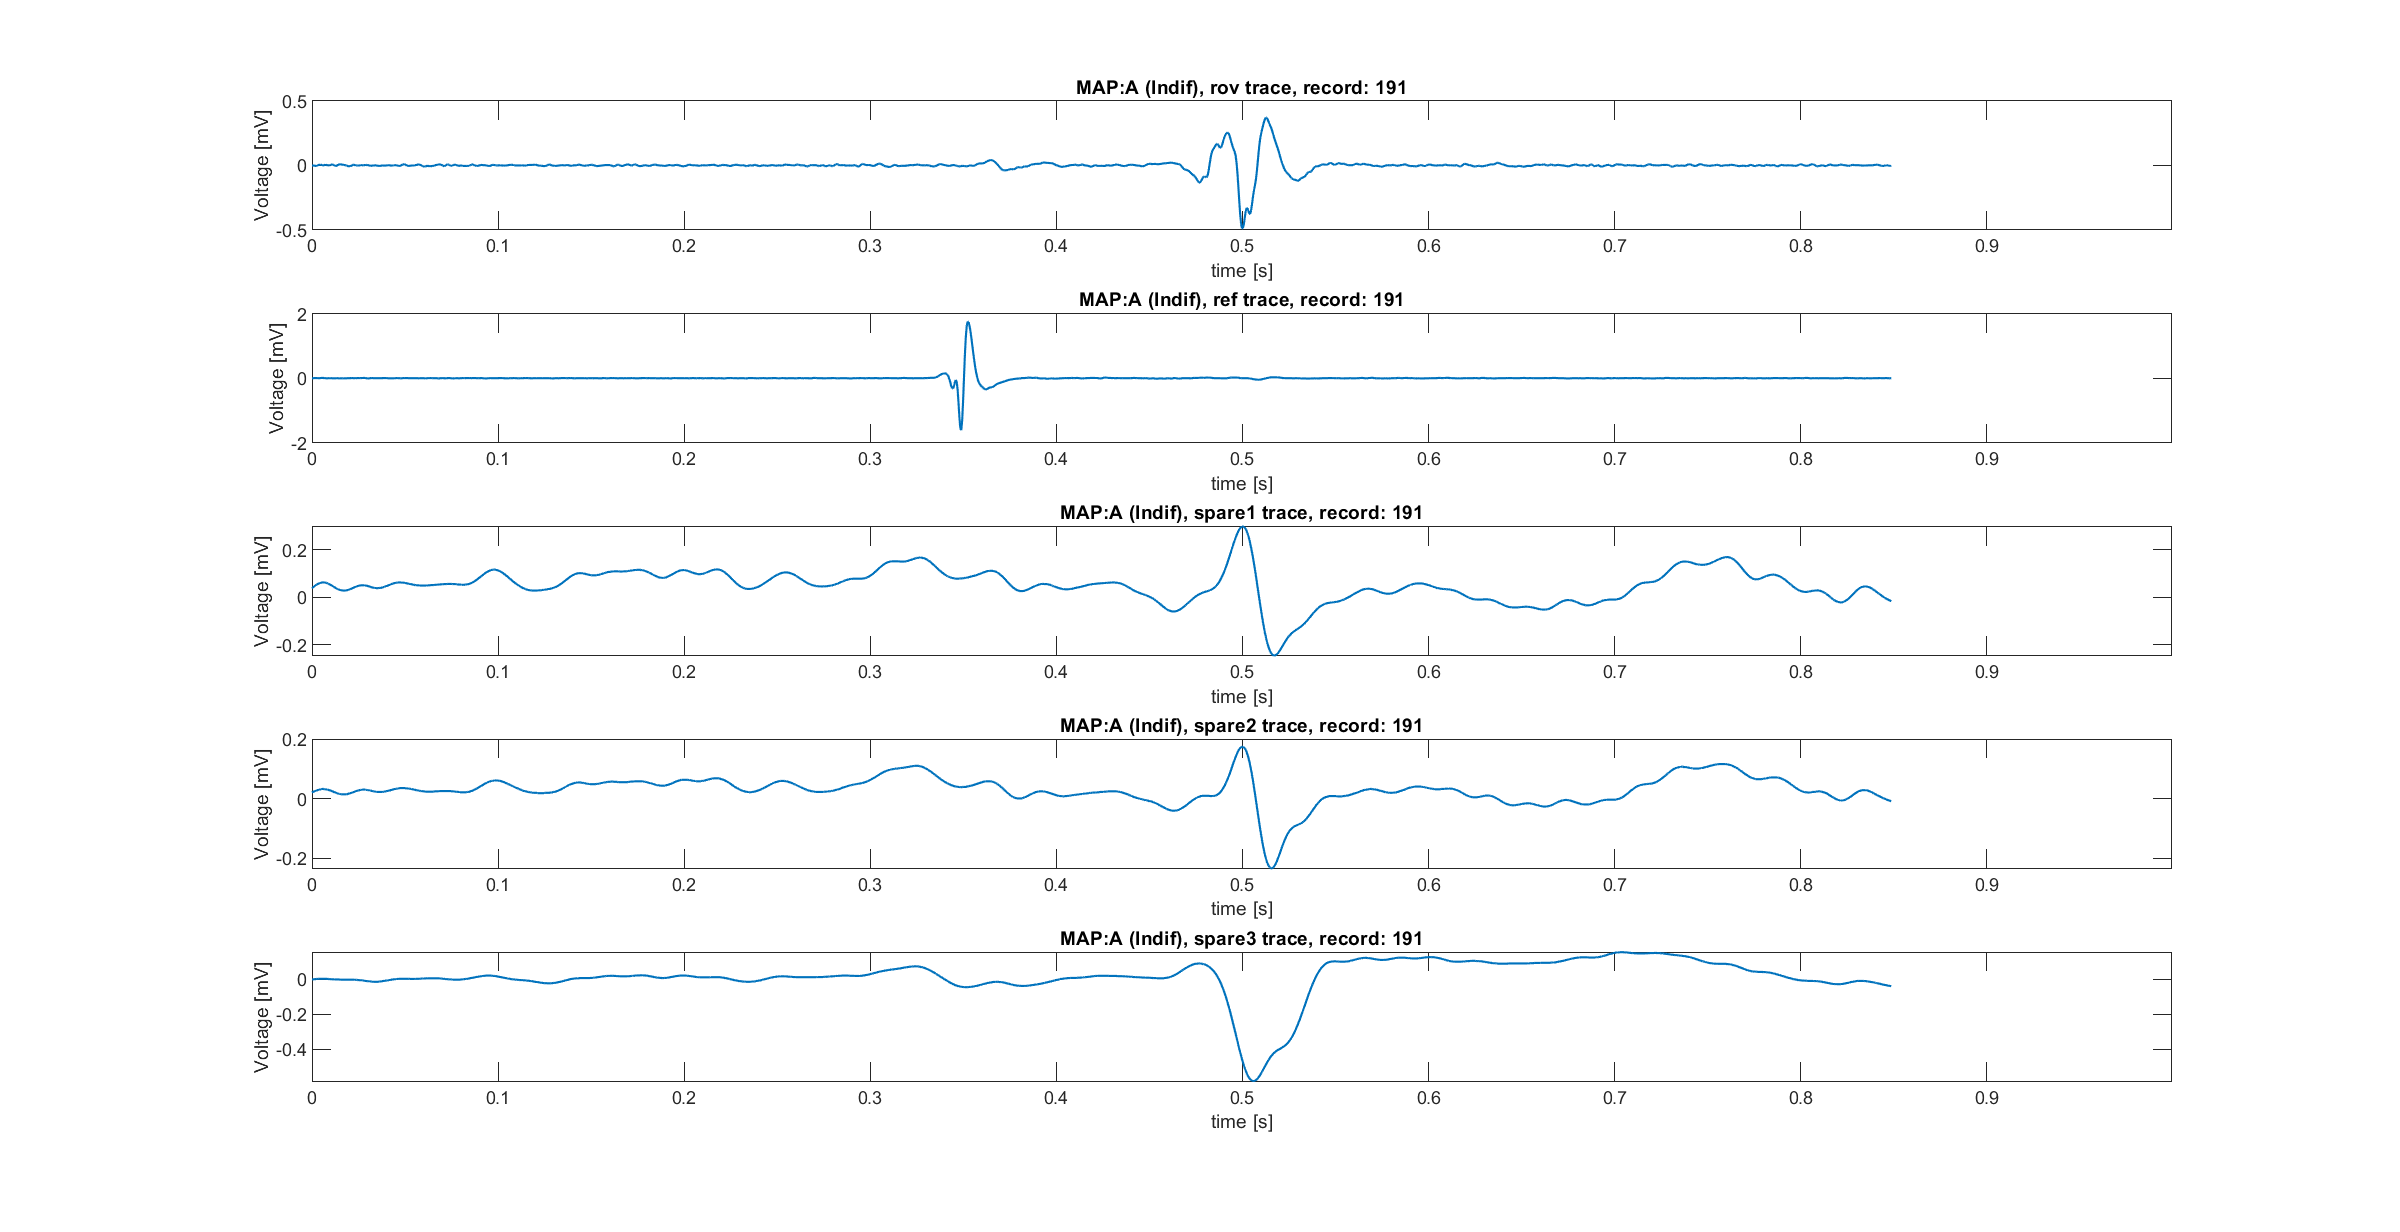 MAP:A (Indif), rov trace, record: 191
Voltage [mV]
0.5
0
-0.5
0 0.1 0.2 0.3 0.4 0.5 0.6 0.7 0.8 0.9
time [s]
MAP:A (Indif), ref trace, record: 191
Voltage [mV]
2
0
-2
0 0.1 0.2 0.3 0.4 0.5 0.6 0.7 0.8 0.9
time [s]
MAP:A (Indif), spare1 trace, record: 191
Voltage [mV]
0.2
0
-0.2
0 0.1 0.2 0.3 0.4 0.5 0.6 0.7 0.8 0.9
time [s]
MAP:A (Indif), spare2 trace, record: 191
Voltage [mV]
0.2
0
-0.2
0 0.1 0.2 0.3 0.4 0.5 0.6 0.7 0.8 0.9
time [s]
MAP:A (Indif), spare3 trace, record: 191
Voltage [mV]
0
-0.2
-0.4
0 0.1 0.2 0.3 0.4 0.5 0.6 0.7 0.8 0.9
time [s]